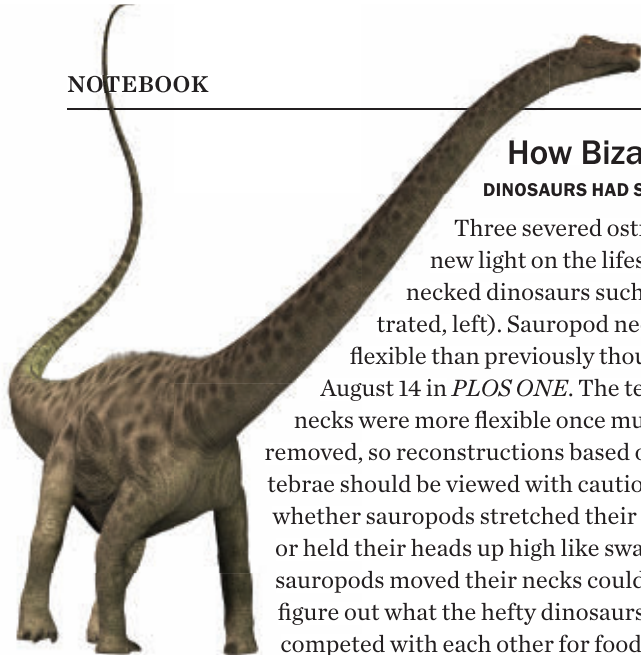 NOTEBOOK
How Biza
DINOSAURS HAD S
Three severed ost
new light on the lifes
necked dinosaurs such
trated, left). Sauropod ne
flexible than previously thou
August 14 in PLOS ONE. The te
necks were more flexible once mu
removed, so reconstructions based o
tebrae should be viewed with cautio
whether sauropods stretched their
or held their heads up high like swa
sauropods moved their necks could
figure out what the hefty dinosaurs
competed with each other for food